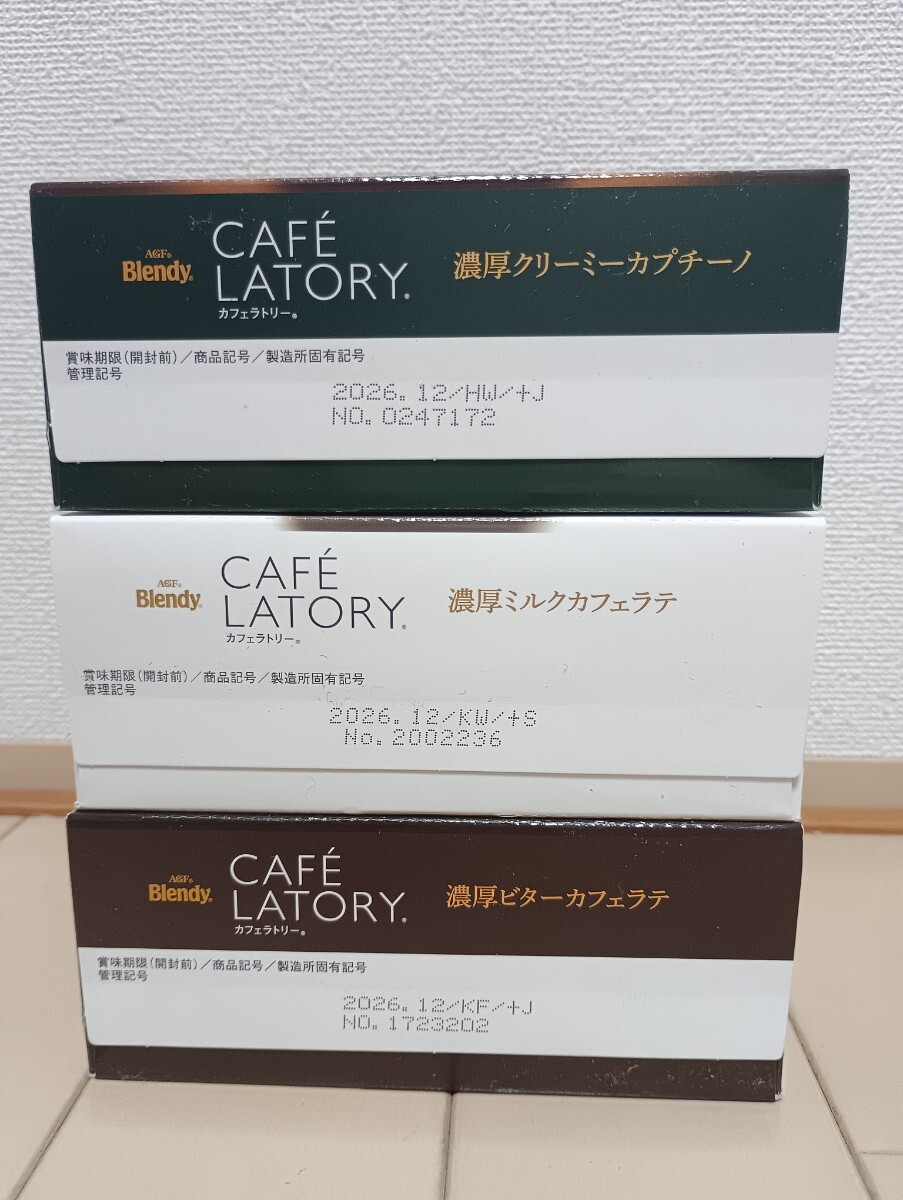 AGF®
Blendy®
CAFÉ
LATORY®
カフェラトリー®
濃厚クリーミーカプチーノ
賞味期限(開封前)/商品記号/製造所固有記号
管理記号
2026.12/HW/+J
NO.0247172
AGF®
Blendy®
CAFÉ
LATORY®
カフェラトリー®
濃厚ミルクカフェラテ
賞味期限(開封前)/商品記号/製造所固有記号
管理記号
2026.12/KW/+S
No.2002236
AGF®
Blendy®
CAFÉ
LATORY®
カフェラトリー®
濃厚ビターカフェラテ
賞味期限(開封前)/商品記号/製造所固有記号
管理記号
2026.12/KF/+J
NO.1723202